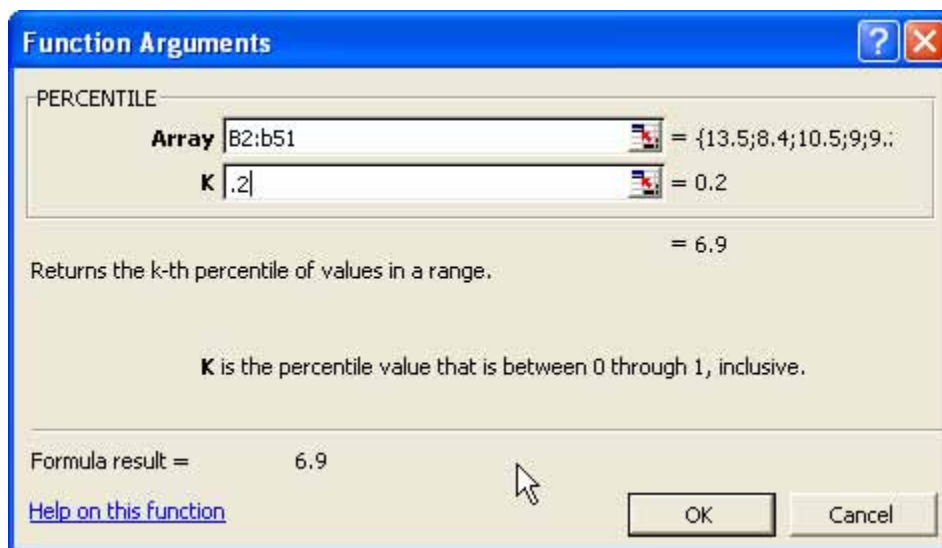 Function Arguments
PERCENTILE
Array B2:b51 = {13.5;8.4;10.5;9;9.
K .2 = 0.2
= 6.9
Returns the k-th percentile of values in a range.
K is the percentile value that is between 0 through 1, inclusive.
Formula result = 6.9
Help on this function
OK Cancel